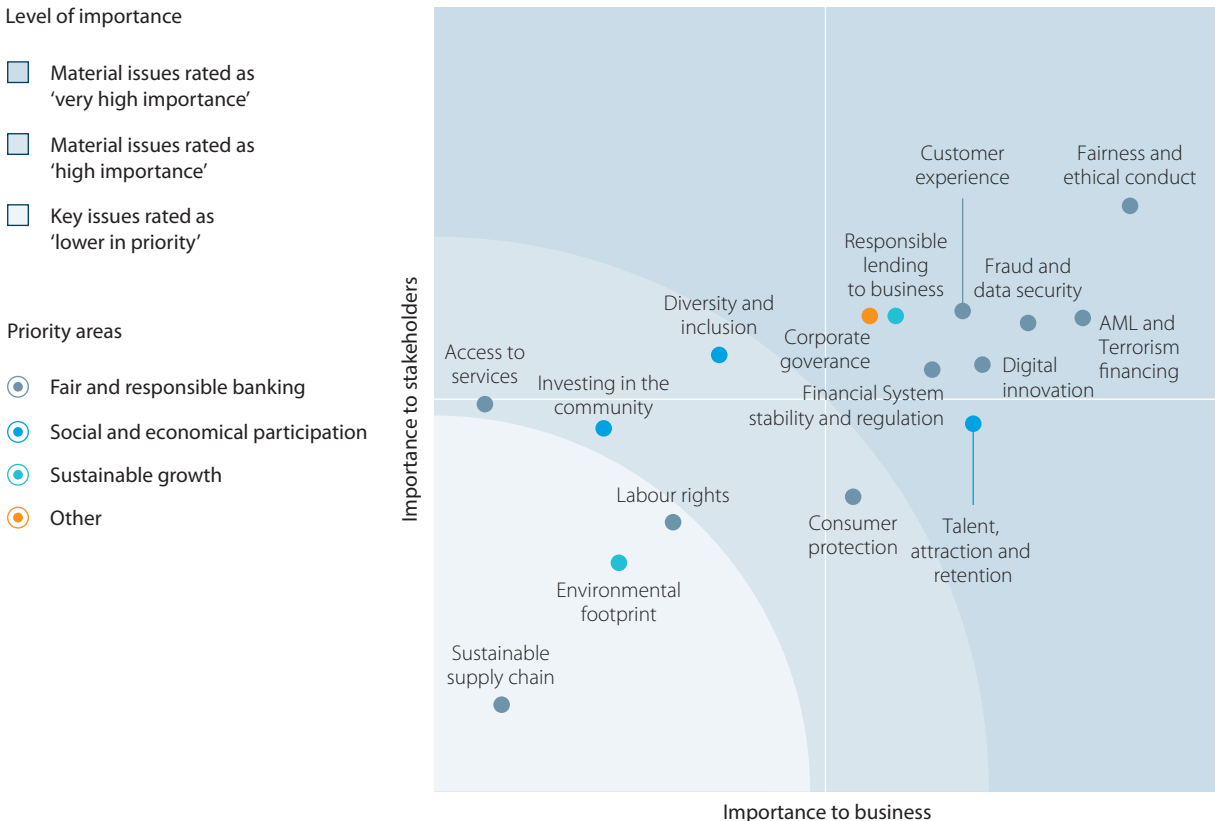 Level of importance
Material issues rated as
‘very high importance’
Material issues rated as
‘high importance’
Key issues rated as
‘lower in priority’
Priority areas
Fair and responsible banking
Social and economical participation
Sustainable growth
Other
Importance to stakeholders
Customer
experience
Fairness and
ethical conduct
Responsible
lending
to business
Fraud and
data security
Diversity and
inclusion
Corporate
goverance
AML and
Terrorism
financing
Access to
services
Investing in the
community
Digital
innovation
Financial System
stability and regulation
Labour rights
Consumer
protection
Talent,
attraction and
retention
Environmental
footprint
Sustainable
supply chain
Importance to business